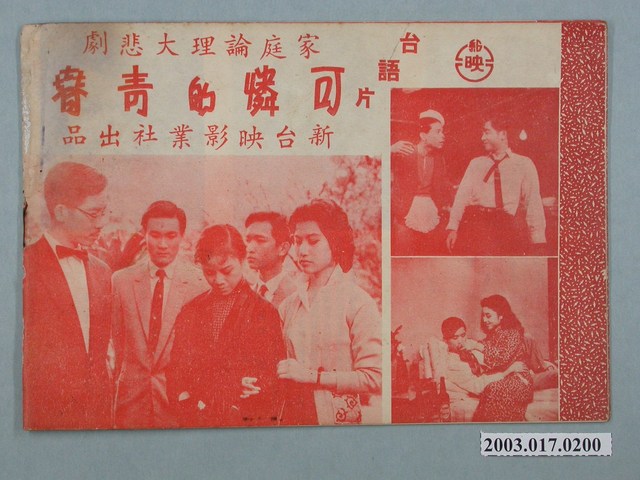 家庭論理大悲劇
台語片
可憐的青春
新台映影業社出品
新映
2003.017.0200